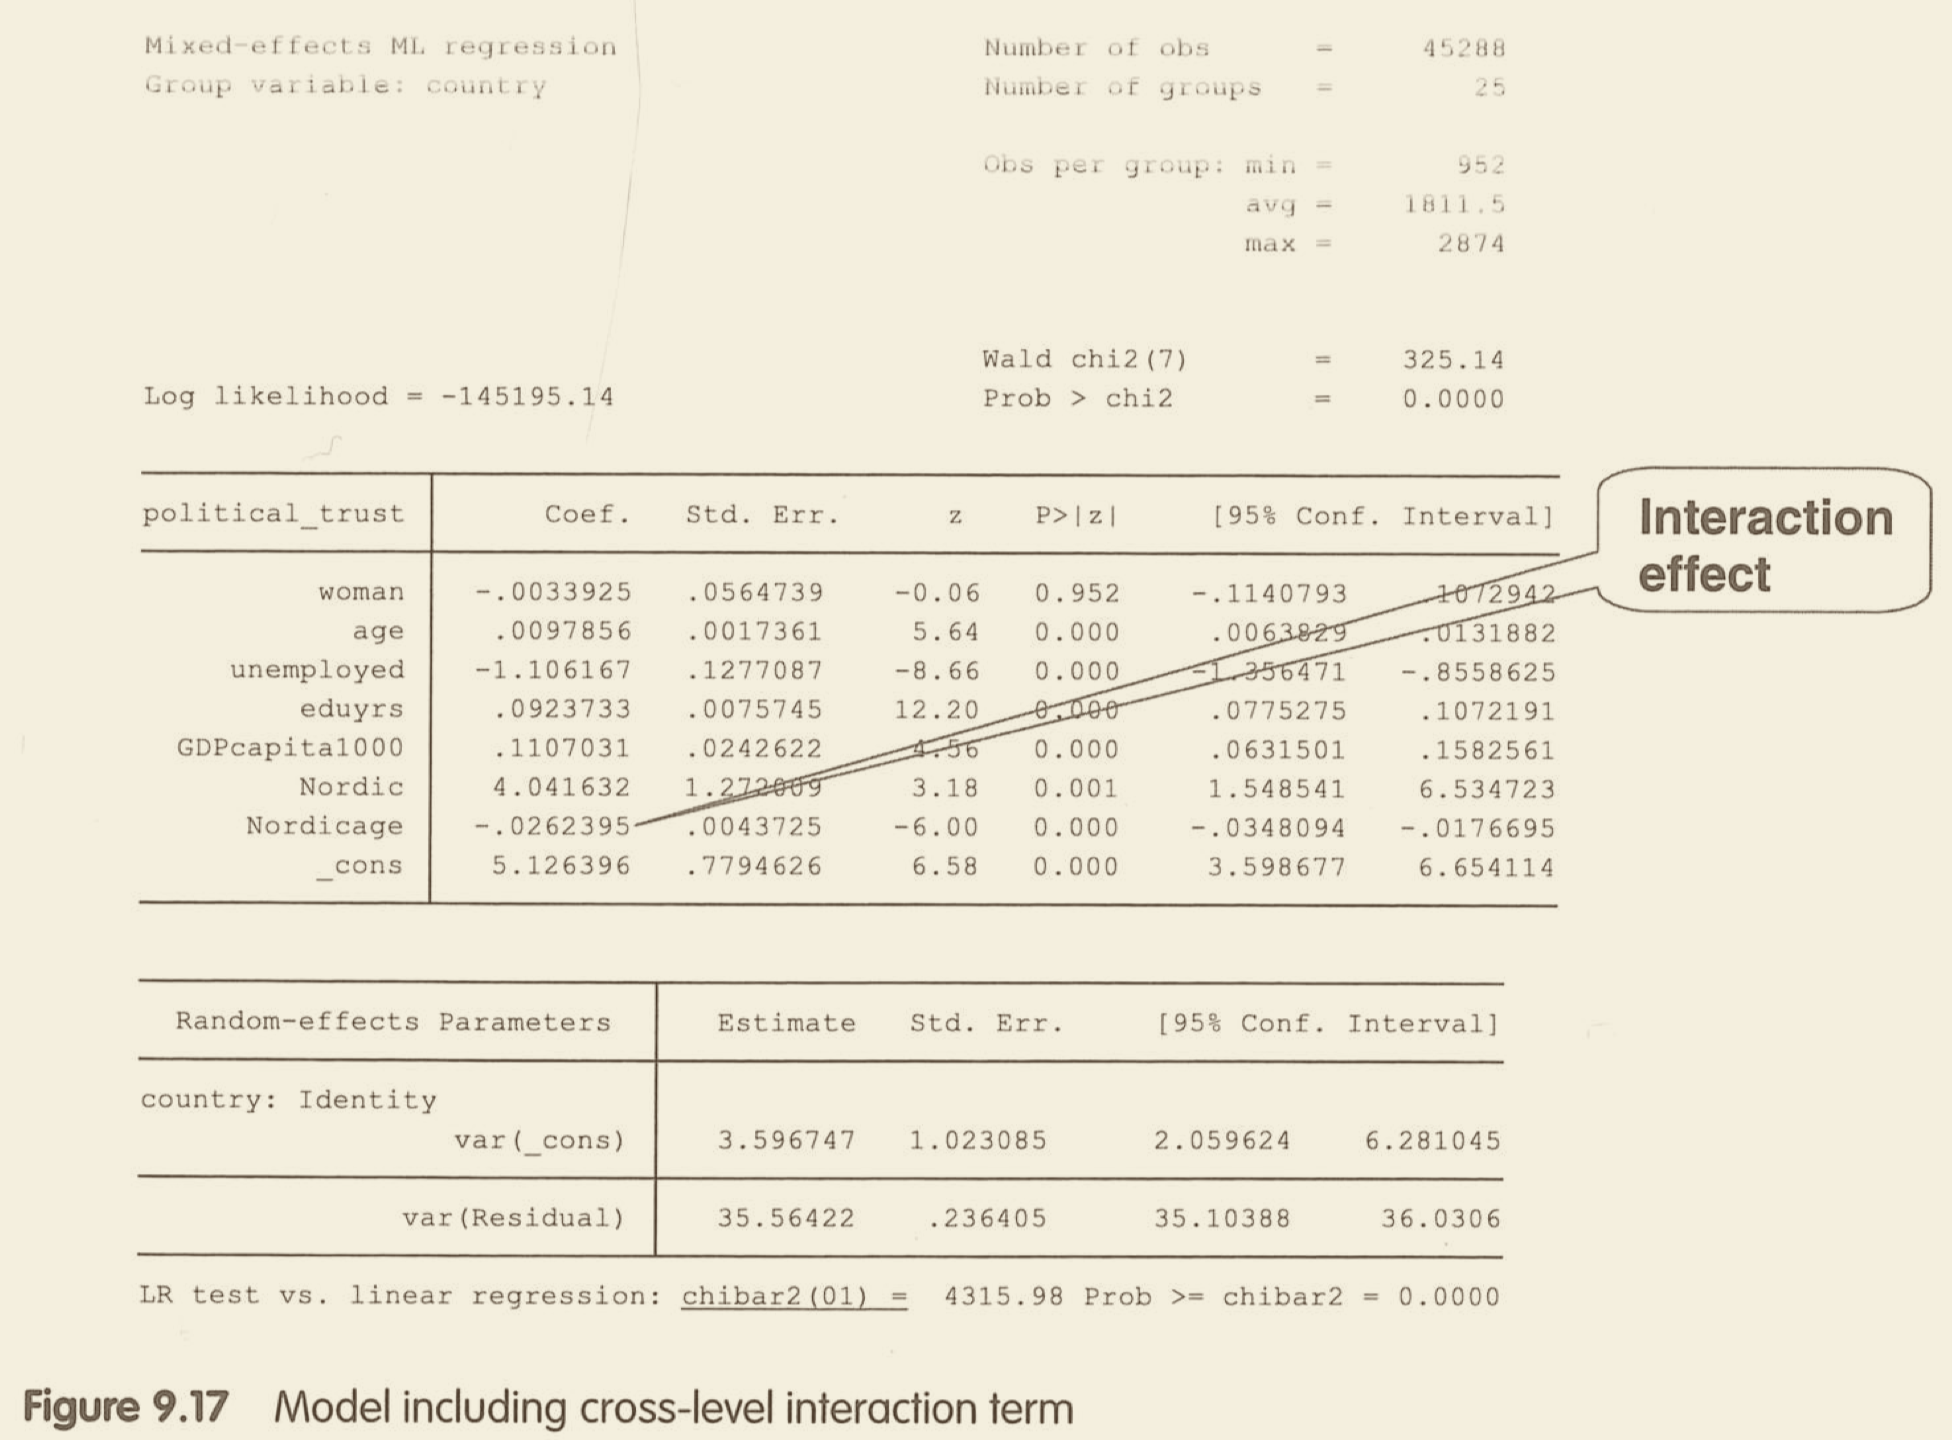 Mixed-effects ML regression Number of obs = 45288
Group variable: country Number of groups = 25
Obs per group: min = 952
avg = 1811.5
max = 2874
Wald chi2(7) = 325.14
Log likelihood = -145195.14 Prob > chi2 = 0.0000
political_trust Coef. Std. Err. z P>|z| [95% Conf. Interval]
Interaction
effect
woman -.0033925 .0564739 -0.06 0.952 -.1140793 .1072942
age .0097856 .0017361 5.64 0.000 .0063829 .0131882
unemployed -1.106167 .1277087 -8.66 0.000 -1.356471 -.8558625
eduyrs .0923733 .0075745 12.20 0.000 .0775275 .1072191
GDPcapita1000 .1107031 .0242622 4.56 0.000 .0631501 .1582561
Nordic 4.041632 1.272009 3.18 0.001 1.548541 6.534723
Nordicage -.0262395 .0043725 -6.00 0.000 -.0348094 -.0176695
_cons 5.126396 .7794626 6.58 0.000 3.598677 6.654114
Random-effects Parameters Estimate Std. Err. [95% Conf. Interval]
country: Identity
var(_cons) 3.596747 1.023085 2.059624 6.281045
var(Residual) 35.56422 .236405 35.10388 36.0306
LR test vs. linear regression: chibar2(01) = 4315.98 Prob >= chibar2 = 0.0000
Figure 9.17 Model including cross-level interaction term